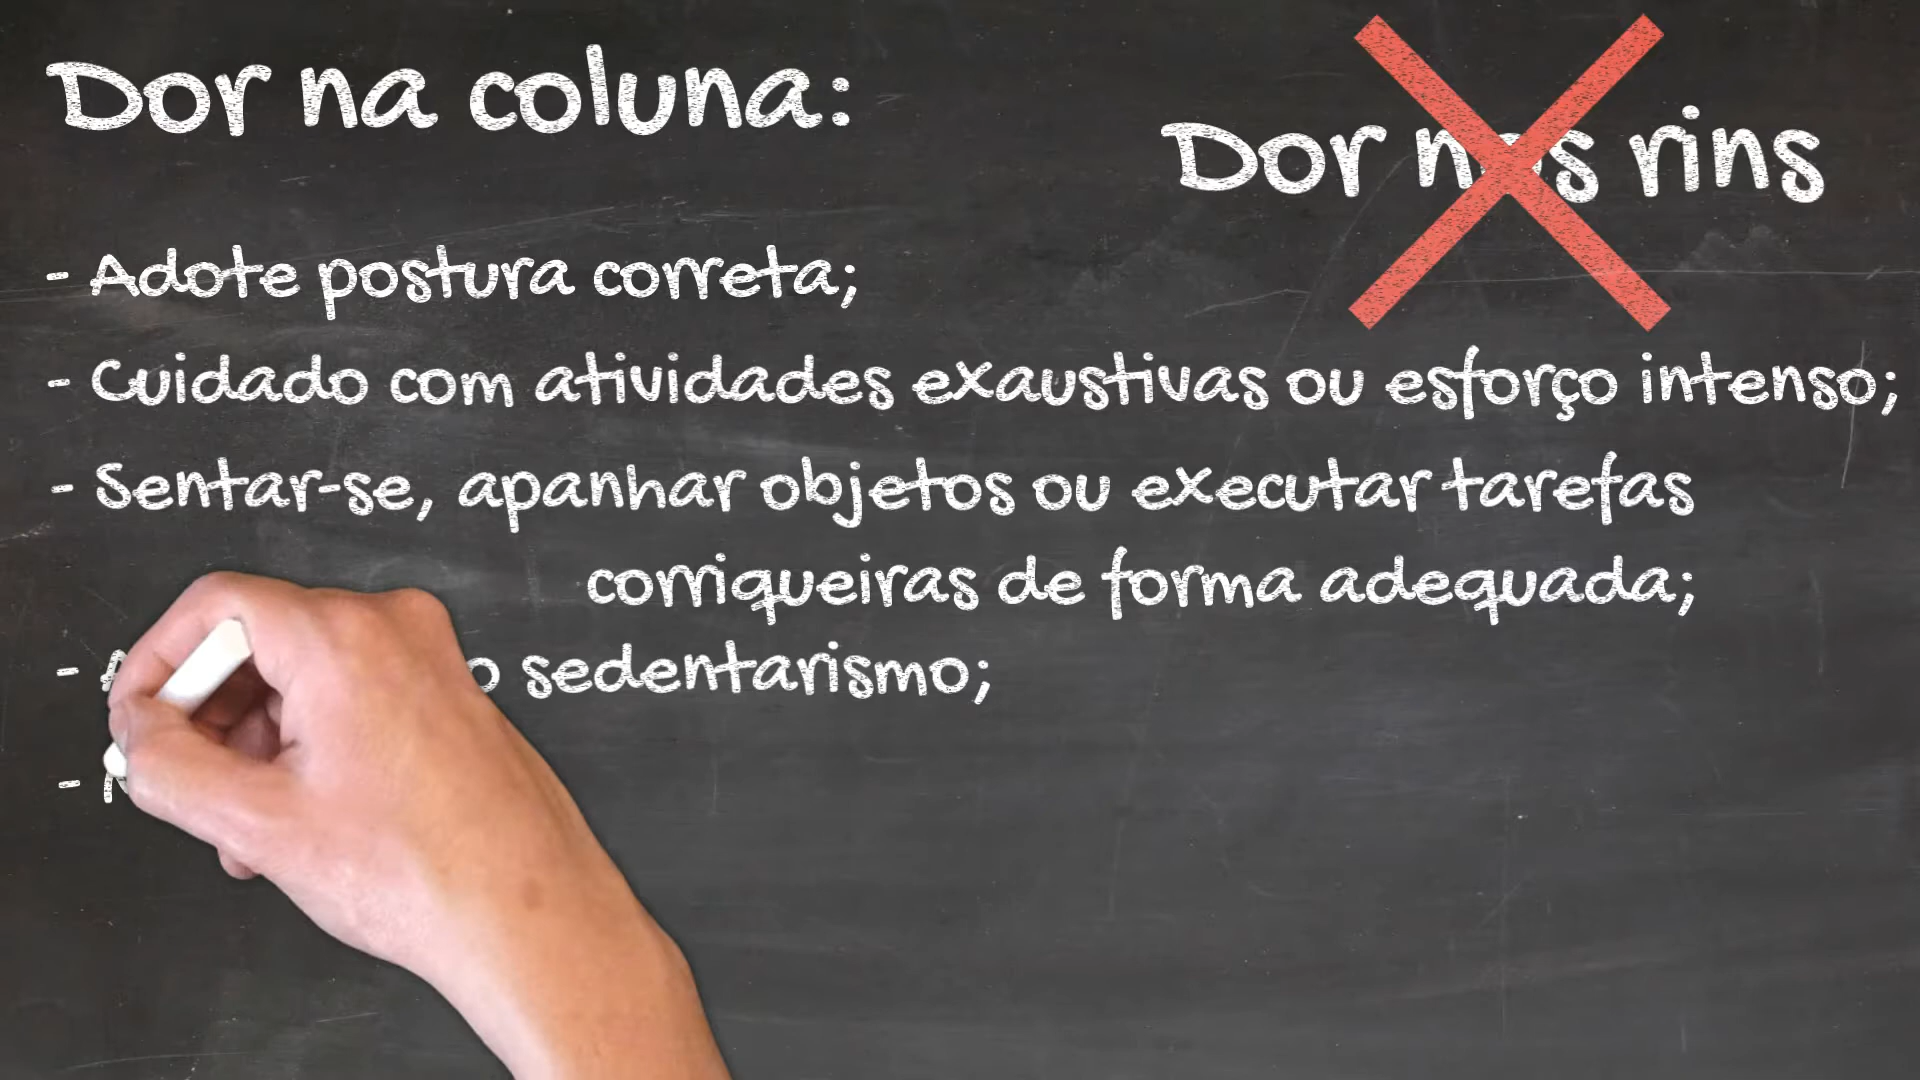 Dor na coluna:
Dor nos rins
- Adote postura correta;
- Cuidado com atividades exaustivas ou esforço intenso;
- Sentar-se, apanhar objetos ou executar tarefas
corriqueiras de forma adequada;
- o sedentarismo;
-